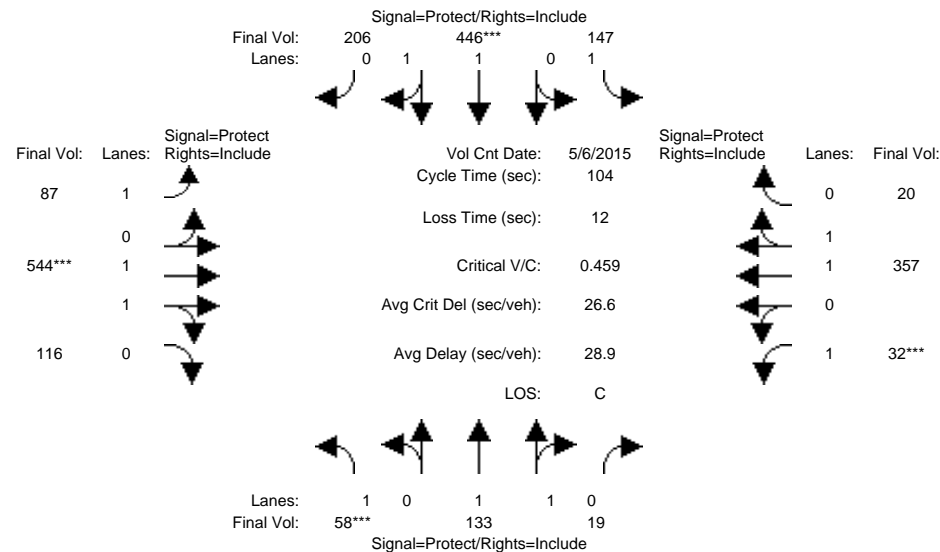 Signal=Protect/Rights=Include
Final Vol: 206 446*** 147
Lanes: 0 1 1 0 1
Signal=Protect
Final Vol: Lanes: Rights=Include
Vol Cnt Date: 5/6/2015
Signal=Protect
Rights=Include Lanes: Final Vol:
Cycle Time (sec): 104
87 1
0 20
Loss Time (sec): 12
0
1
544*** 1
Critical V/C: 0.459
1 357
1
Avg Crit Del (sec/veh): 26.6
0
116 0
Avg Delay (sec/veh): 28.9
1 32***
LOS: C
Lanes: 1 0 1 1 0
Final Vol: 58*** 133 19
Signal=Protect/Rights=Include